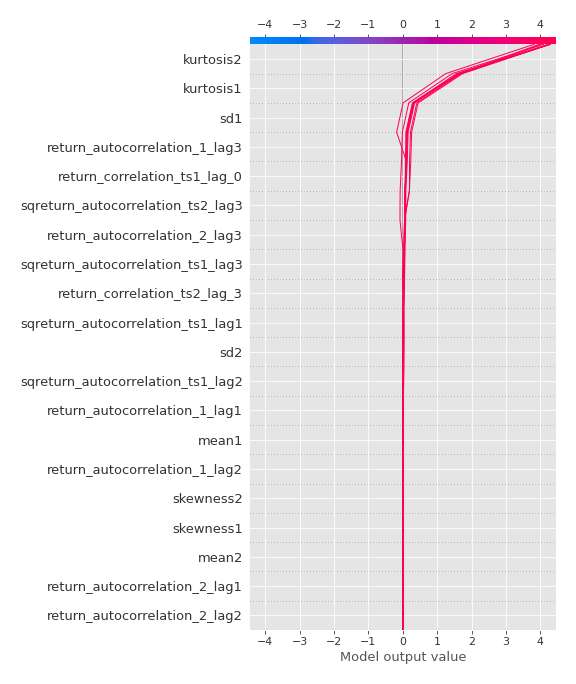 −4 −3 −2 −1 0 1 2 3 4
kurtosis2
kurtosis1
sd1
return_autocorrelation_1_lag3
return_correlation_ts1_lag_0
sqreturn_autocorrelation_ts2_lag3
return_autocorrelation_2_lag3
sqreturn_autocorrelation_ts1_lag3
return_correlation_ts2_lag_3
sqreturn_autocorrelation_ts1_lag1
sd2
sqreturn_autocorrelation_ts1_lag2
return_autocorrelation_1_lag1
mean1
return_autocorrelation_1_lag2
skewness2
skewness1
mean2
return_autocorrelation_2_lag1
return_autocorrelation_2_lag2
−4 −3 −2 −1 0 1 2 3 4
Model output value